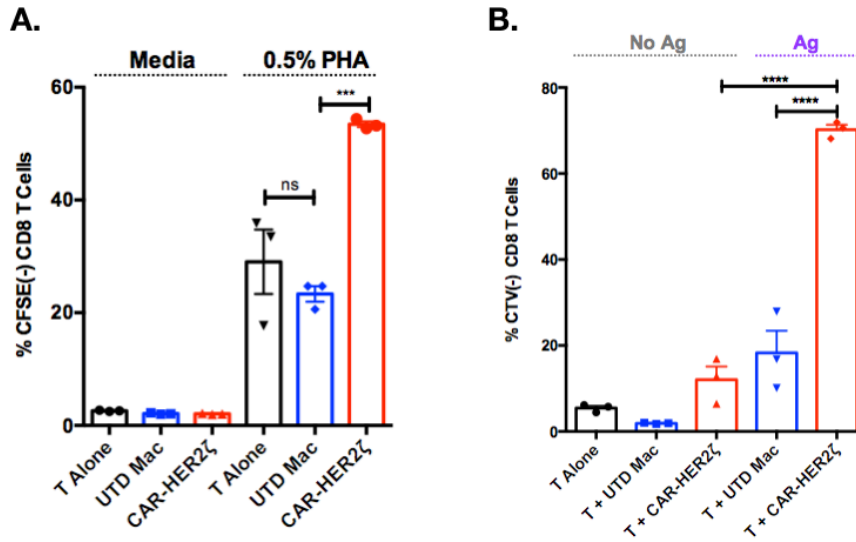 A.
Media 0.5% PHA
***
ns
60
40
20
0
% CFSE(-) CD8 T Cells
T Alone
UTD Mac
CAR-HER2ζ
T Alone
UTD Mac
CAR-HER2ζ
B.
No Ag Ag
****
****
80
60
40
20
0
% CTV(-) CD8 T Cells
T Alone
T + UTD Mac
T + CAR-HER2ζ
T + UTD Mac
T + CAR-HER2ζ